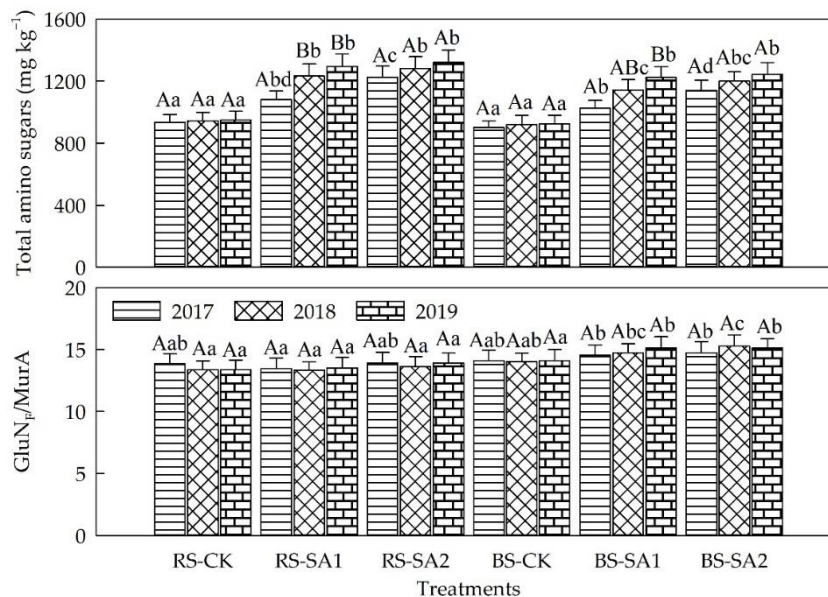 Total amino sugars (mg kg⁻¹)
1600
1200
800
400
0
Aa Aa Aa Abd Bb Bb Ac Ab Ab Aa Aa Aa Ab ABc Bb Ad Abc Ab
GluN_F/MurA
20
15
10
5
0
2017 2018 2019
Aab Aa Aa Aa Aa Aa Aab Aa Aa Aab Aab Aa Ab Abc Ab Ab Ac Ab
RS-CK RS-SA1 RS-SA2 BS-CK BS-SA1 BS-SA2
Treatments